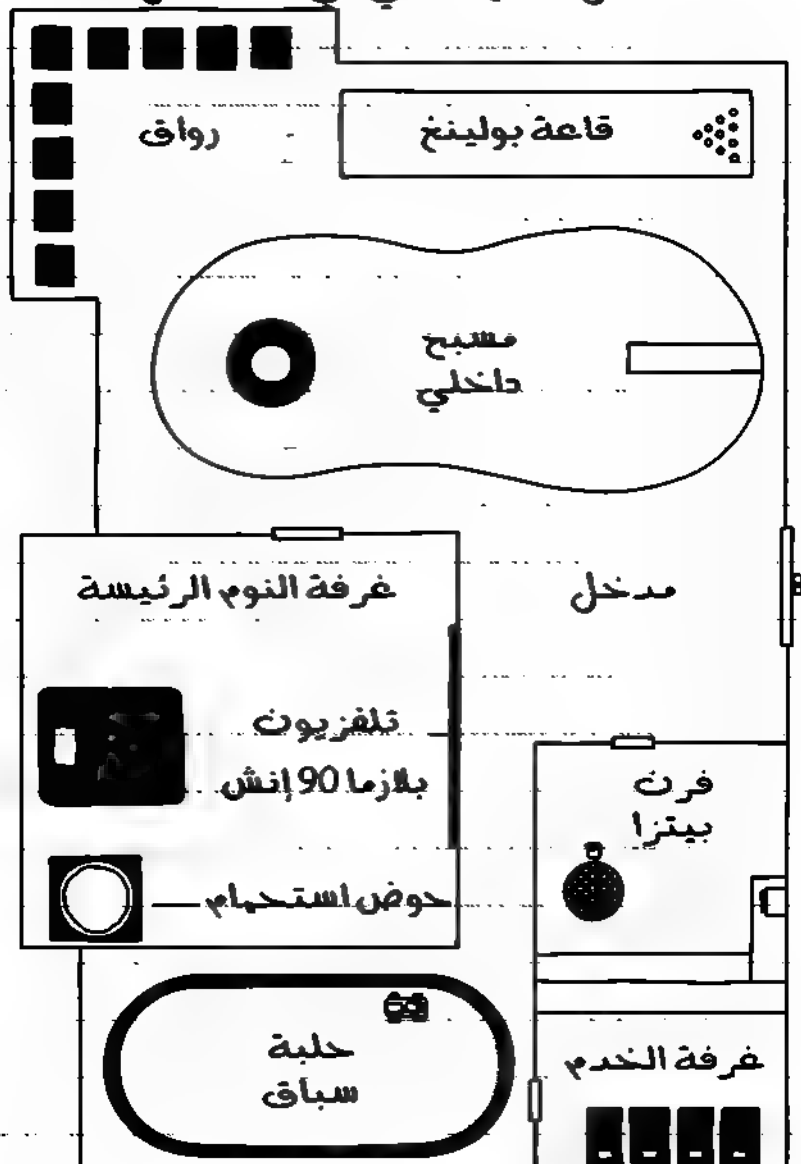 رواق
قاعة بولينغ
مسبح
داخلي
غرفة النوم الرئيسة
مدخل
تلفزيون
بلازما 90 إنش
فرن
بيتزا
حوض استحمام
حلبة
سباق
غرفة الخدم